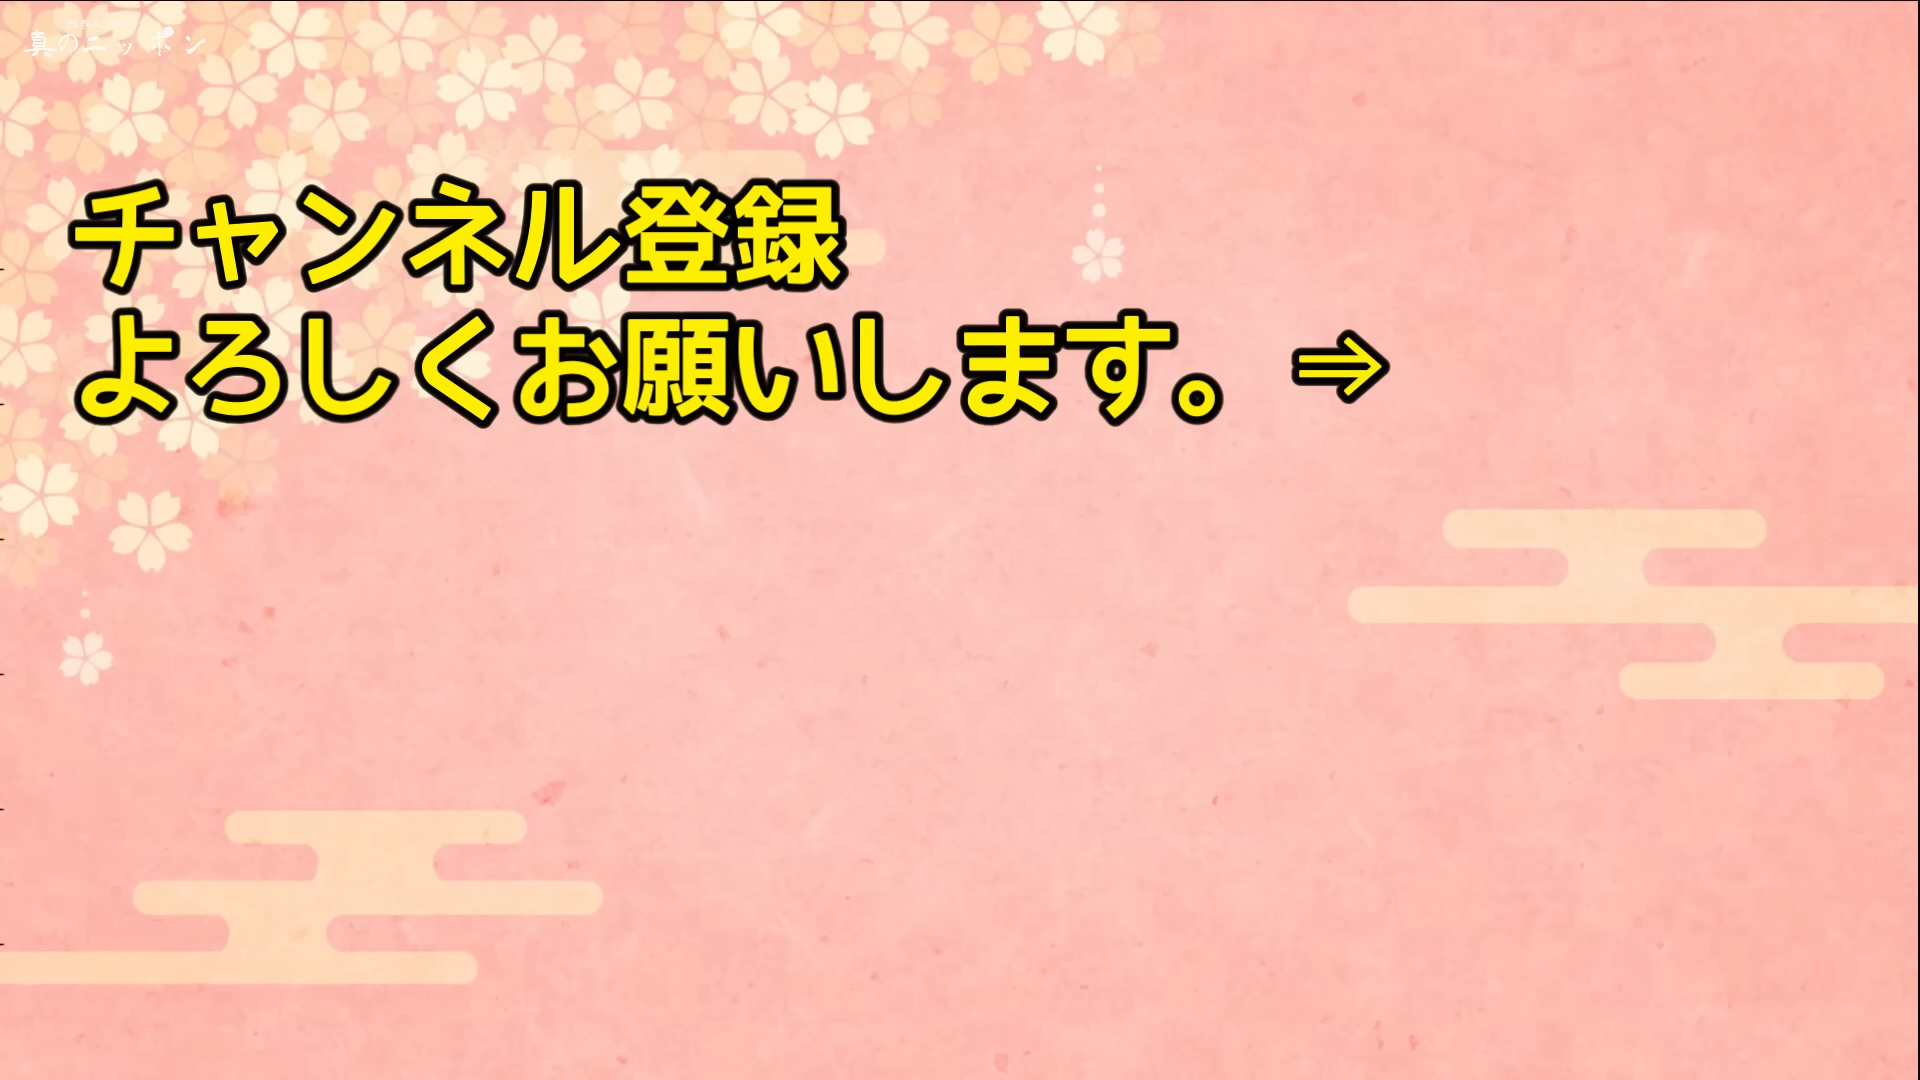 真のニッポン
チャンネル登録
よろしくお願いします。⇒